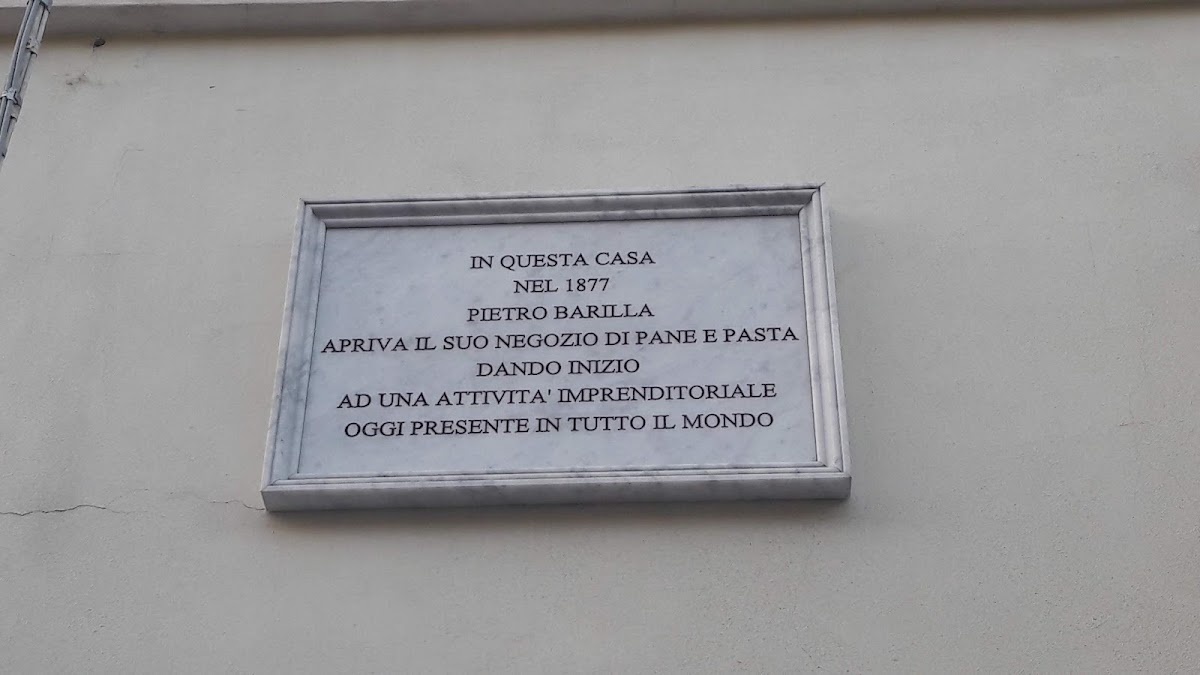 IN QUESTA CASA
NEL 1877
PIETRO BARILLA
APRIVA IL SUO NEGOZIO DI PANE E PASTA
DANDO INIZIO
AD UNA ATTIVITA' IMPRENDITORIALE
OGGI PRESENTE IN TUTTO IL MONDO